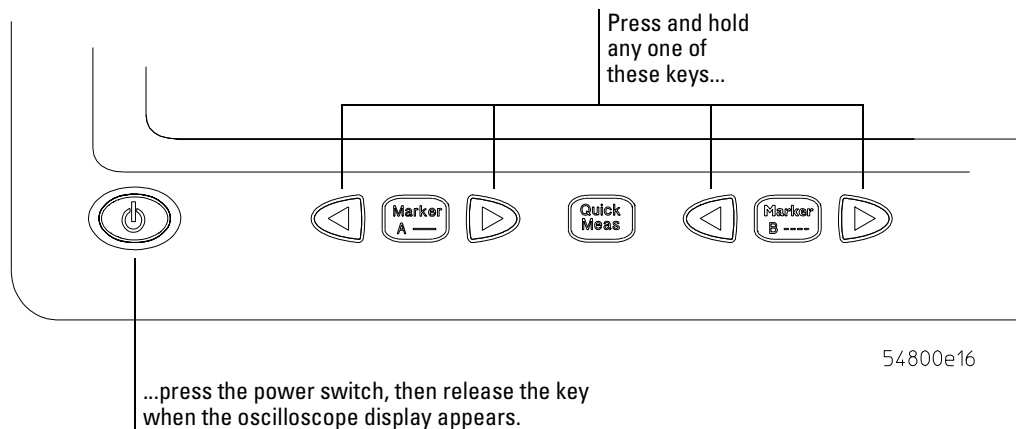 Press and hold
any one of
these keys...
Marker
A —
Quick
Meas
Marker
B ----
54800e16
...press the power switch, then release the key
when the oscilloscope display appears.